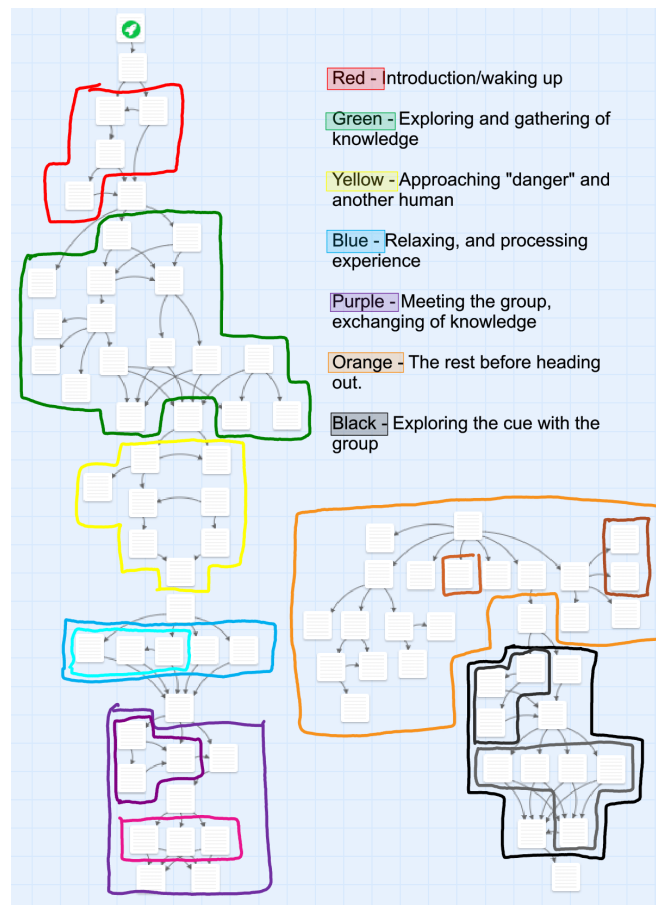 Red - Introduction/waking up
Green - Exploring and gathering of
knowledge
Yellow - Approaching "danger" and
another human
Blue - Relaxing, and processing
experience
Purple - Meeting the group,
exchanging of knowledge
Orange - The rest before heading
out.
Black - Exploring the cue with the
group